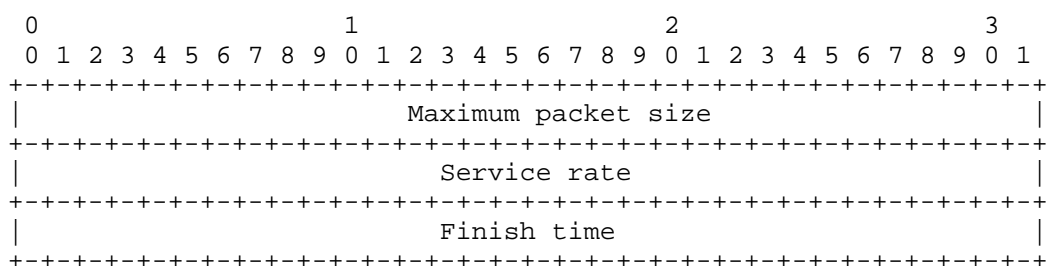 0                   1                   2                   3
 0 1 2 3 4 5 6 7 8 9 0 1 2 3 4 5 6 7 8 9 0 1 2 3 4 5 6 7 8 9 0 1
+-+-+-+-+-+-+-+-+-+-+-+-+-+-+-+-+-+-+-+-+-+-+-+-+-+-+-+-+-+-+-+-+
|                        Maximum packet size                    |
+-+-+-+-+-+-+-+-+-+-+-+-+-+-+-+-+-+-+-+-+-+-+-+-+-+-+-+-+-+-+-+-+
|                          Service rate                         |
+-+-+-+-+-+-+-+-+-+-+-+-+-+-+-+-+-+-+-+-+-+-+-+-+-+-+-+-+-+-+-+-+
|                          Finish time                          |
+-+-+-+-+-+-+-+-+-+-+-+-+-+-+-+-+-+-+-+-+-+-+-+-+-+-+-+-+-+-+-+-+